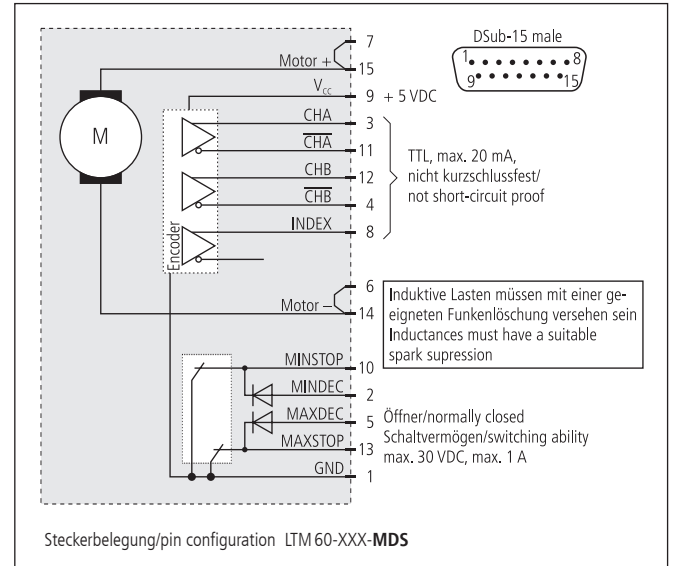 DSub-15 male
1 8
9 15
7
Motor + 15
V_cc 9 + 5 VDC
CHA 3
C̅H̅A̅ 11
CHB 12
C̅H̅B̅ 4
INDEX 8
TTL, max. 20 mA,
nicht kurzschlussfest/
not short-circuit proof
M
Encoder
6
Motor – 14
Induktive Lasten müssen mit einer ge-
eigneten Funkenlöschung versehen sein
Inductances must have a suitable
spark supression
MINSTOP 10
MINDEC 2
MAXDEC 5
MAXSTOP 13
GND 1
Öffner/normally closed
Schaltvermögen/switching ability
max. 30 VDC, max. 1 A
Steckerbelegung/pin configuration LTM 60-XXX-MDS